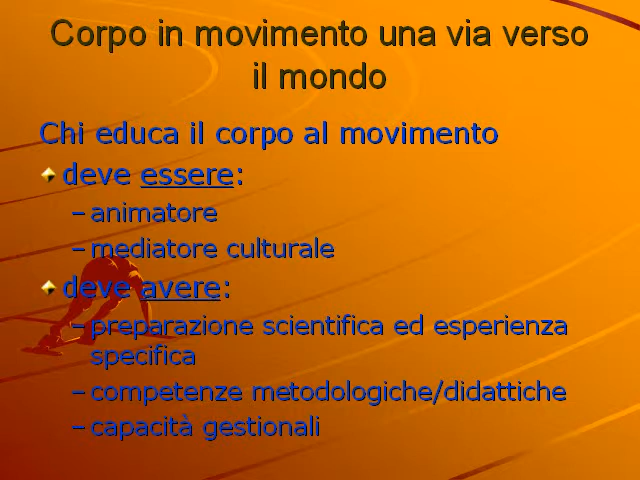 Corpo in movimento una via verso
il mondo
Chi educa il corpo al movimento
deve essere:
– animatore
– mediatore culturale
deve avere:
– preparazione scientifica ed esperienza
specifica
– competenze metodologiche/didattiche
– capacità gestionali